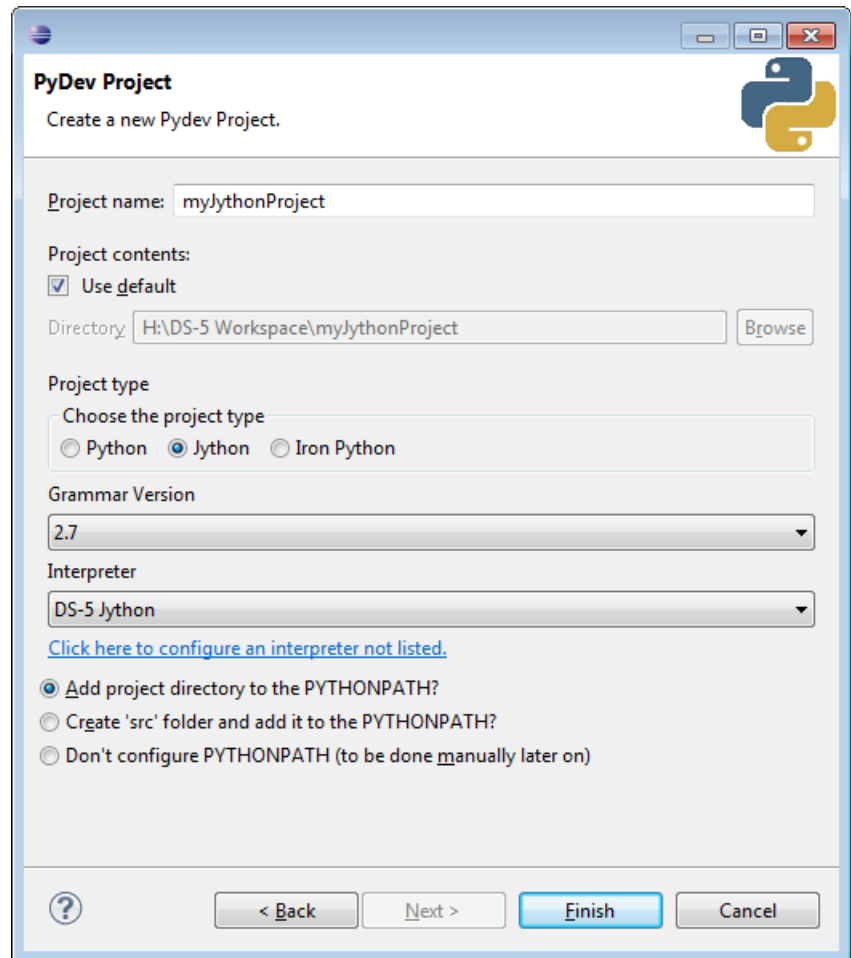 PyDev Project
Create a new Pydev Project.
Project name: myJythonProject
Project contents:
Use default
Directory H:\DS-5 Workspace\myJythonProject Browse
Project type
Choose the project type
Python Jython Iron Python
Grammar Version
2.7
Interpreter
DS-5 Jython
Click here to configure an interpreter not listed.
Add project directory to the PYTHONPATH?
Create 'src' folder and add it to the PYTHONPATH?
Don't configure PYTHONPATH (to be done manually later on)
? < Back Next > Finish Cancel